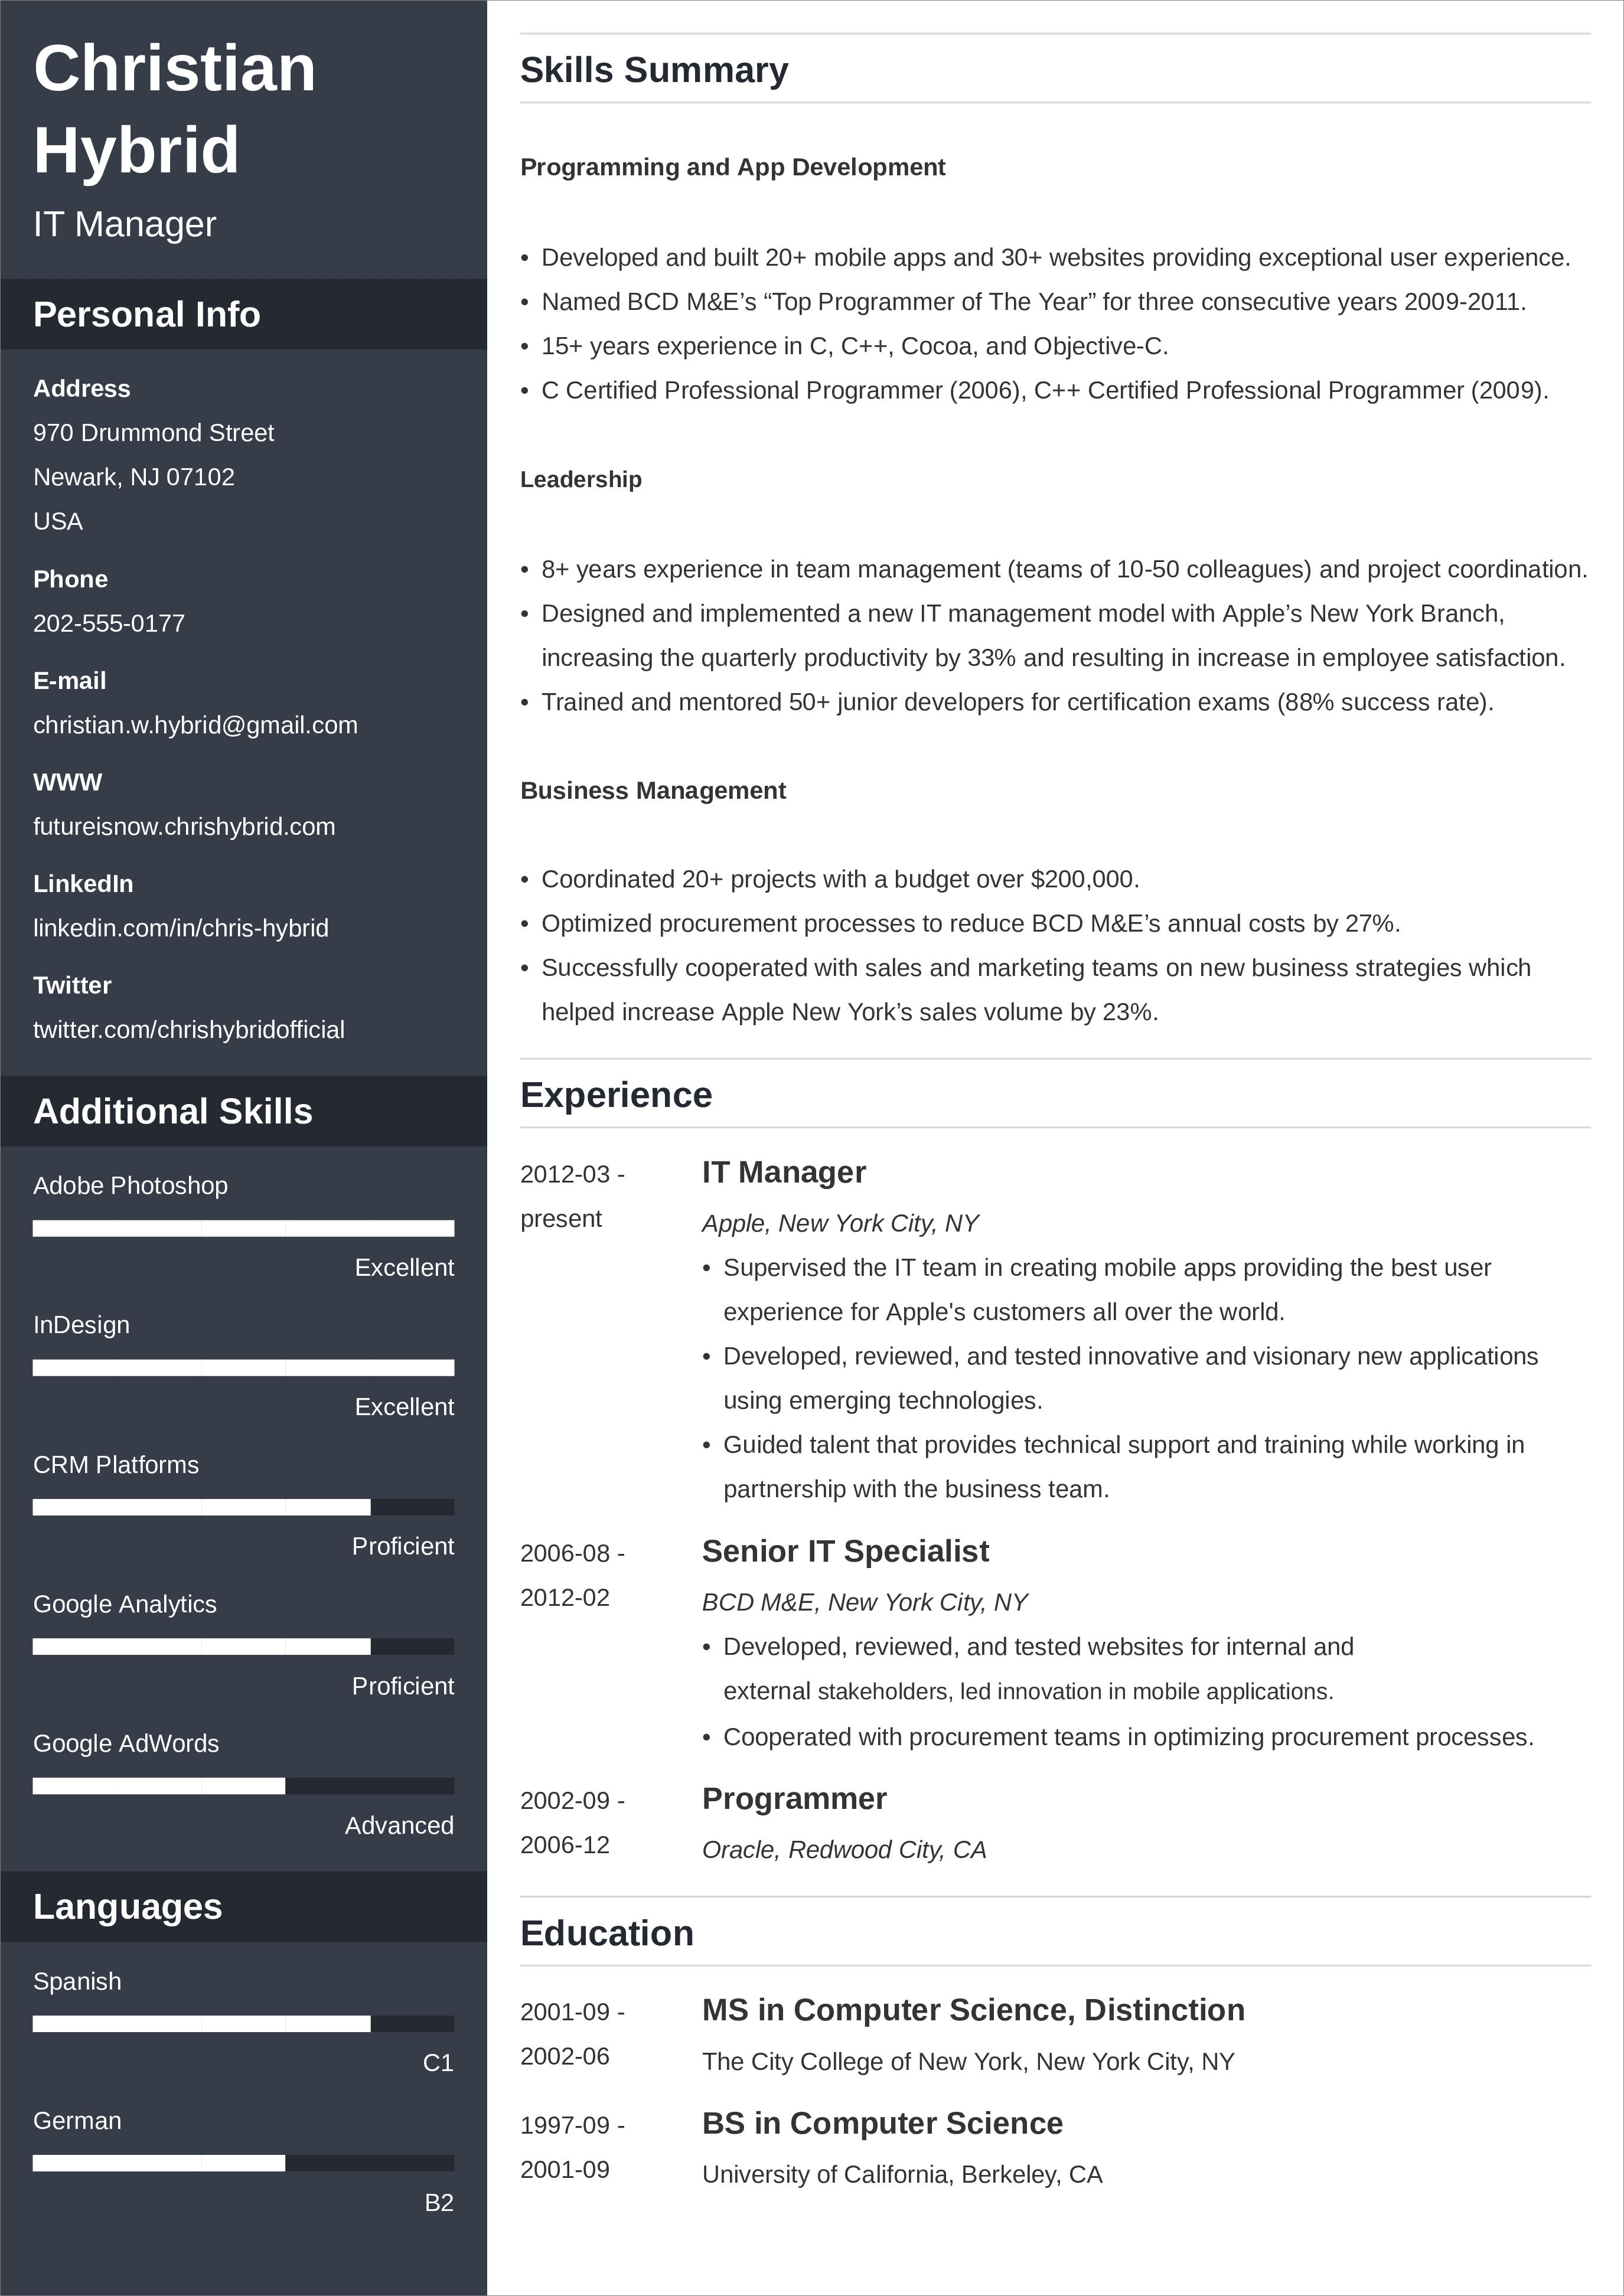 Christian
Hybrid
IT Manager
Personal Info
Address
970 Drummond Street
Newark, NJ 07102
USA
Phone
202-555-0177
E-mail
christian.w.hybrid@gmail.com
WWW
futureisnow.chrishybrid.com
LinkedIn
linkedin.com/in/chris-hybrid
Twitter
twitter.com/chrishybridofficial
Additional Skills
Adobe Photoshop
Excellent
InDesign
Excellent
CRM Platforms
Proficient
Google Analytics
Proficient
Google AdWords
Advanced
Languages
Spanish
C1
German
B2
Skills Summary
Programming and App Development
• Developed and built 20+ mobile apps and 30+ websites providing exceptional user experience.
• Named BCD M&E’s “Top Programmer of The Year” for three consecutive years 2009-2011.
• 15+ years experience in C, C++, Cocoa, and Objective-C.
• C Certified Professional Programmer (2006), C++ Certified Professional Programmer (2009).
Leadership
• 8+ years experience in team management (teams of 10-50 colleagues) and project coordination.
• Designed and implemented a new IT management model with Apple’s New York Branch,
increasing the quarterly productivity by 33% and resulting in increase in employee satisfaction.
• Trained and mentored 50+ junior developers for certification exams (88% success rate).
Business Management
• Coordinated 20+ projects with a budget over $200,000.
• Optimized procurement processes to reduce BCD M&E’s annual costs by 27%.
• Successfully cooperated with sales and marketing teams on new business strategies which
helped increase Apple New York’s sales volume by 23%.
Experience
2012-03 -
present
IT Manager
Apple, New York City, NY
• Supervised the IT team in creating mobile apps providing the best user
experience for Apple's customers all over the world.
• Developed, reviewed, and tested innovative and visionary new applications
using emerging technologies.
• Guided talent that provides technical support and training while working in
partnership with the business team.
2006-08 -
2012-02
Senior IT Specialist
BCD M&E, New York City, NY
• Developed, reviewed, and tested websites for internal and
external stakeholders, led innovation in mobile applications.
• Cooperated with procurement teams in optimizing procurement processes.
2002-09 -
2006-12
Programmer
Oracle, Redwood City, CA
Education
2001-09 -
2002-06
MS in Computer Science, Distinction
The City College of New York, New York City, NY
1997-09 -
2001-09
BS in Computer Science
University of California, Berkeley, CA